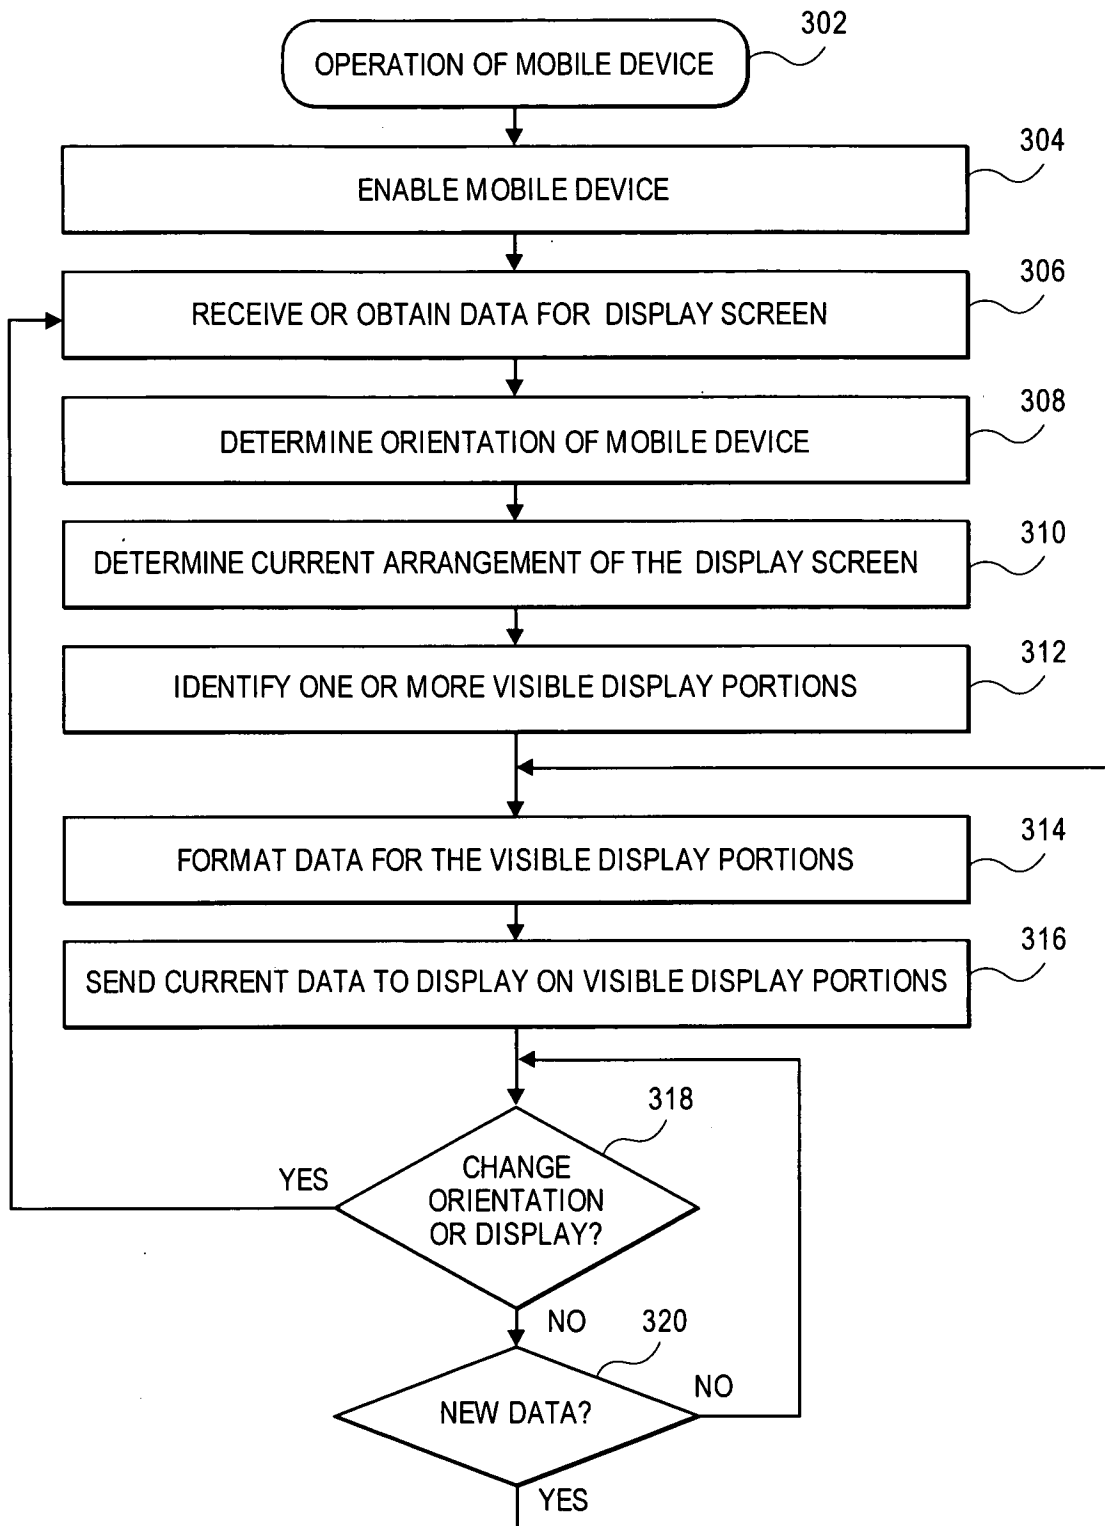 302
OPERATION OF MOBILE DEVICE
304
ENABLE MOBILE DEVICE
306
RECEIVE OR OBTAIN DATA FOR DISPLAY SCREEN
308
DETERMINE ORIENTATION OF MOBILE DEVICE
310
DETERMINE CURRENT ARRANGEMENT OF THE DISPLAY SCREEN
312
IDENTIFY ONE OR MORE VISIBLE DISPLAY PORTIONS
314
FORMAT DATA FOR THE VISIBLE DISPLAY PORTIONS
316
SEND CURRENT DATA TO DISPLAY ON VISIBLE DISPLAY PORTIONS
318
YES
CHANGE
ORIENTATION
OR DISPLAY?
NO
320
NEW DATA?
NO
YES